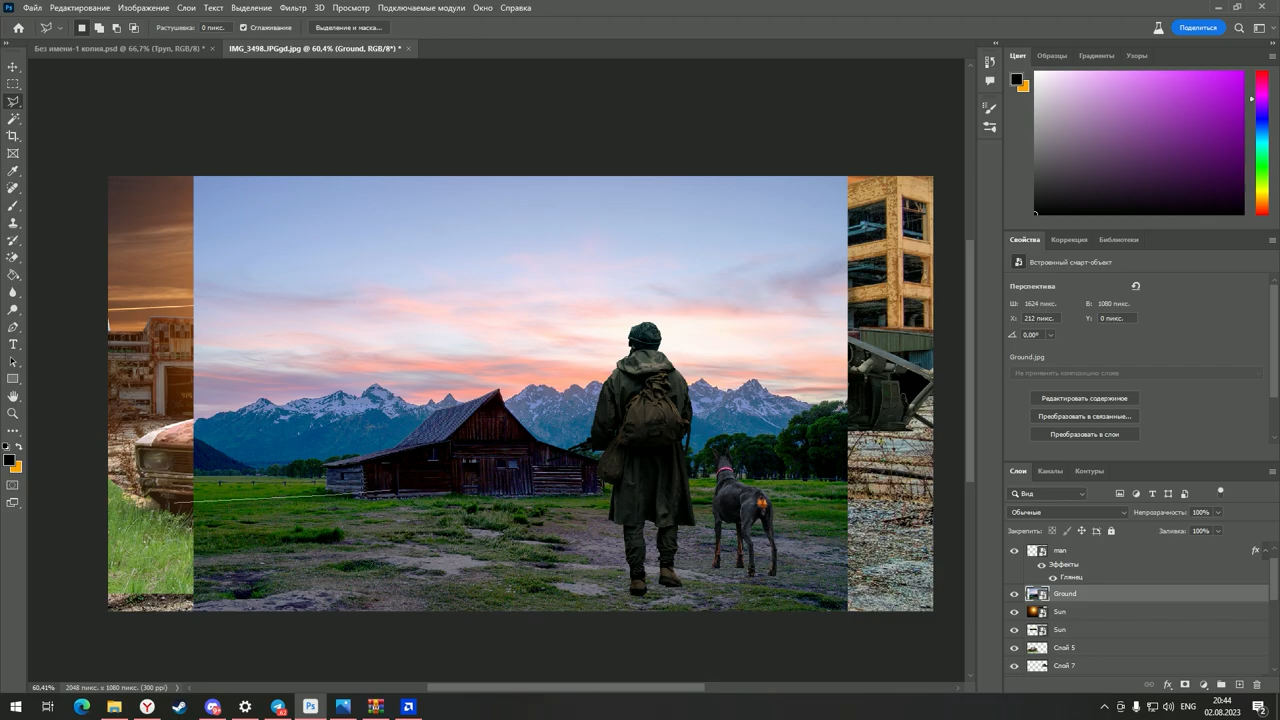 Файл Редактирование Изображение Слои Текст Выделение Фильтр 3D Просмотр Подключаемые модули Окно Справка
Растушевка: 0 пикс. Сглаживание Выделение и маска... Поделиться
Без имени-1 копия.psd @ 66,7% (Труп, RGB/8) * IMG_3498.JPGgd.jpg @ 60,4% (Ground, RGB/8*) *
Цвет Образцы Градиенты Узоры
Свойства Коррекция Библиотеки
Встроенный смарт-объект
Перспектива
Ш: 1624 пикс. В: 1080 пикс.
X: 212 пикс. Y: 0 пикс.
0,00°
Ground.jpg
Не применять композицию слоев
Редактировать содержимое
Преобразовать в связанные...
Преобразовать в слои
Слои Каналы Контуры
Вид
Обычные Непрозрачность: 100%
Закрепить: Заливка: 100%
man fx
Эффекты
Глянец
Ground
Sun
Sun
Слой 5
Слой 7
60,41% 2048 пикс. x 1080 пикс. (300 ppi)
ENG 20:44
02.08.2023